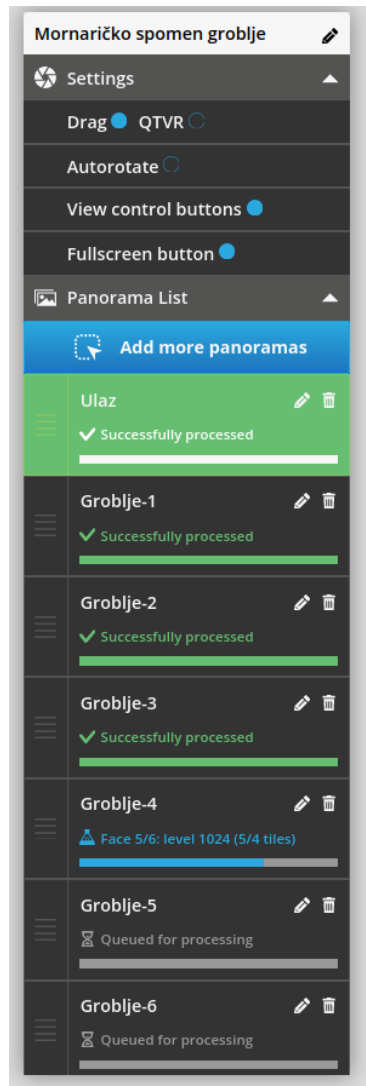 Mornaričko spomen groblje
Settings
Drag QTVR
Autorotate
View control buttons
Fullscreen button
Panorama List
Add more panoramas
Ulaz
Successfully processed
Groblje-1
Successfully processed
Groblje-2
Successfully processed
Groblje-3
Successfully processed
Groblje-4
Face 5/6: level 1024 (5/4 tiles)
Groblje-5
Queued for processing
Groblje-6
Queued for processing